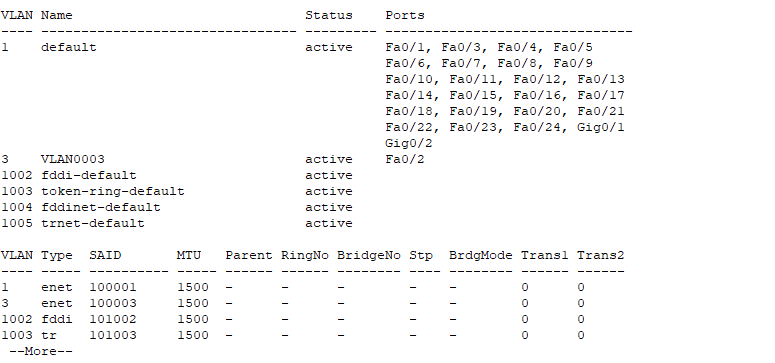 VLAN Name                             Status    Ports
---- -------------------------------- --------- -------------------------------
1    default                          active    Fa0/1, Fa0/3, Fa0/4, Fa0/5
                                                Fa0/6, Fa0/7, Fa0/8, Fa0/9
                                                Fa0/10, Fa0/11, Fa0/12, Fa0/13
                                                Fa0/14, Fa0/15, Fa0/16, Fa0/17
                                                Fa0/18, Fa0/19, Fa0/20, Fa0/21
                                                Fa0/22, Fa0/23, Fa0/24, Gig0/1
                                                Gig0/2
3    VLAN0003                         active    Fa0/2
1002 fddi-default                     active
1003 token-ring-default               active
1004 fddinet-default                  active
1005 trnet-default                    active

VLAN Type  SAID       MTU   Parent RingNo BridgeNo Stp  BrdgMode Trans1 Trans2
---- ----- ---------- ----- ------ ------ -------- ---- -------- ------ ------
1    enet  100001     1500  -      -      -        -    -        0      0
3    enet  100003     1500  -      -      -        -    -        0      0
1002 fddi  101002     1500  -      -      -        -    -        0      0
1003 tr    101003     1500  -      -      -        -    -        0      0
 --More--